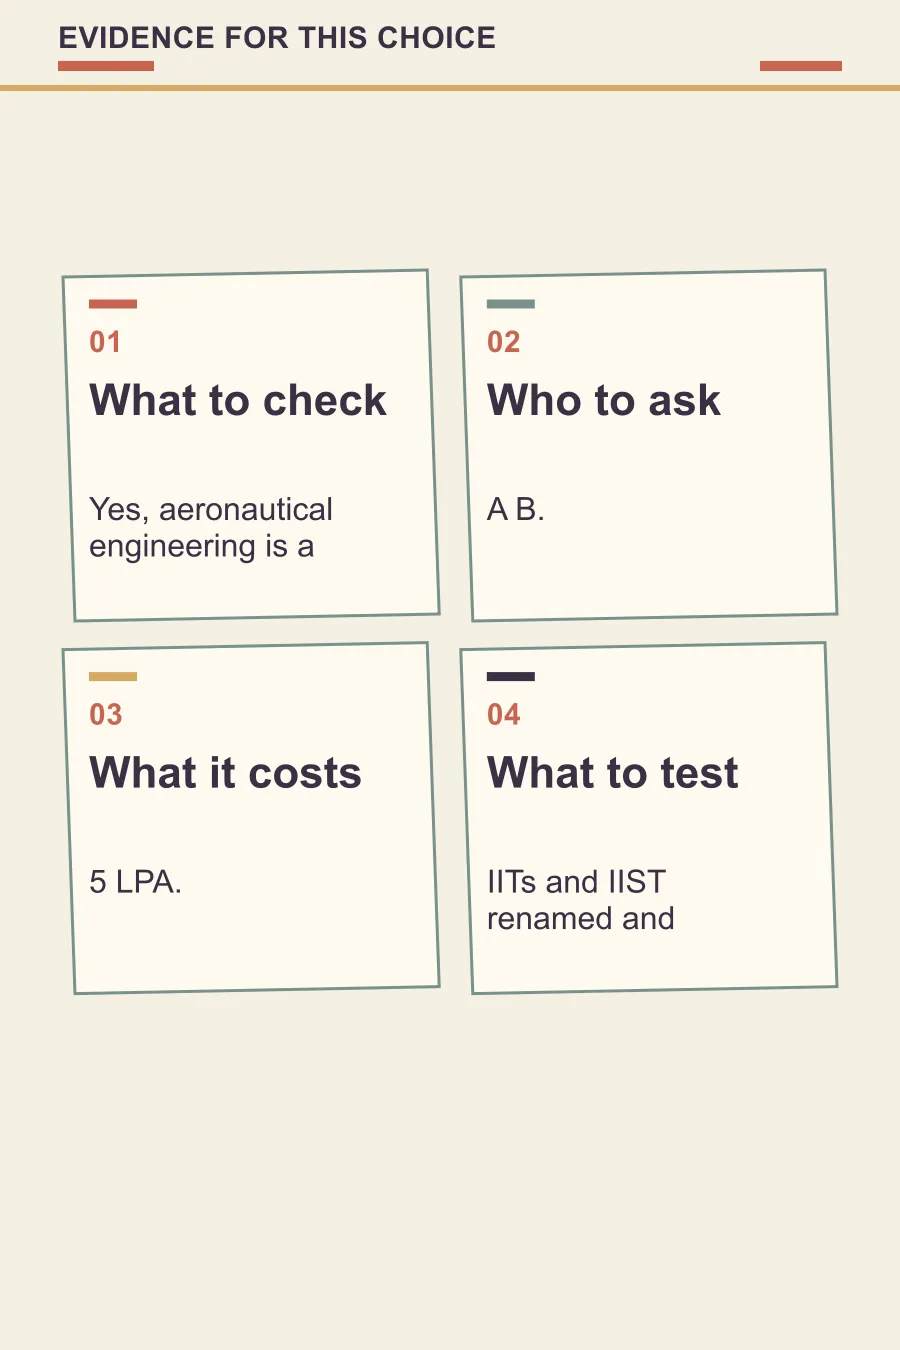 EVIDENCE FOR THIS CHOICE
01
What to check
Yes, aeronautical
engineering is a
02
Who to ask
A B.
03
What it costs
5 LPA.
04
What to test
IITs and IIST
renamed and